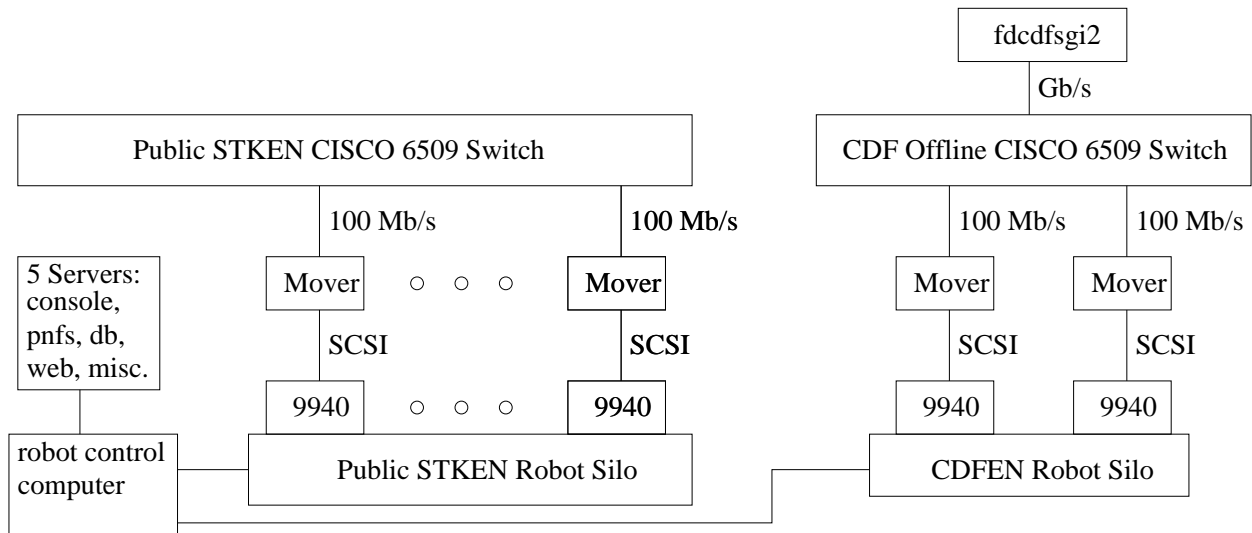 fdcdfsgi2
Gb/s
Public STKEN CISCO 6509 Switch
CDF Offline CISCO 6509 Switch
100 Mb/s
100 Mb/s
100 Mb/s
100 Mb/s
5 Servers:
console,
pnfs, db,
web, misc.
Mover
Mover
Mover
Mover
SCSI
SCSI
SCSI
SCSI
9940
9940
9940
9940
robot control
computer
Public STKEN Robot Silo
CDFEN Robot Silo